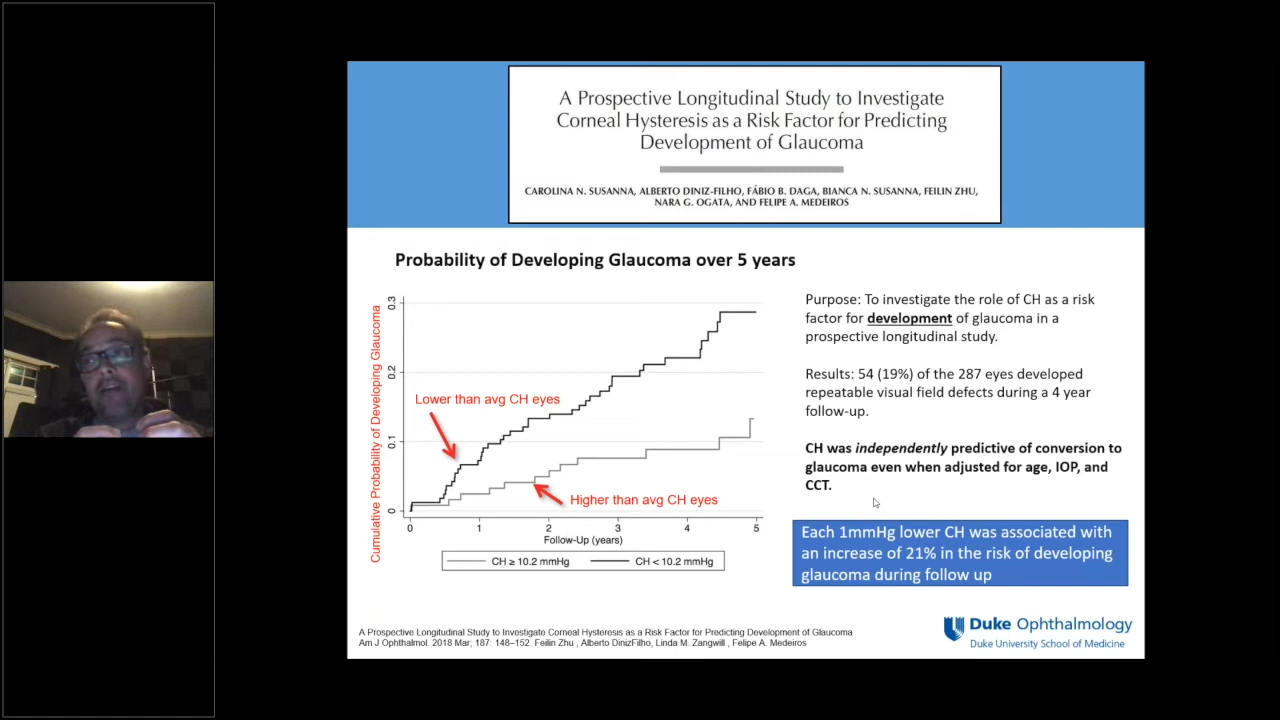 A Prospective Longitudinal Study to Investigate
Corneal Hysteresis as a Risk Factor for Predicting
Development of Glaucoma
CAROLINA N. SUSANNA, ALBERTO DINIZ-FILHO, FÁBIO B. DAGA, BIANCA N. SUSANNA, FEILIN ZHU,
NARA G. OGATA, AND FELIPE A. MEDEIROS
Probability of Developing Glaucoma over 5 years
Cumulative Probability of Developing Glaucoma
0.3
0.2
0.1
0
Lower than avg CH eyes
Higher than avg CH eyes
0 1 2 3 4 5
Follow-Up (years)
CH ≥ 10.2 mmHg CH < 10.2 mmHg
Purpose: To investigate the role of CH as a risk
factor for development of glaucoma in a
prospective longitudinal study.
Results: 54 (19%) of the 287 eyes developed
repeatable visual field defects during a 4 year
follow-up.
CH was independently predictive of conversion to
glaucoma even when adjusted for age, IOP, and
CCT.
Each 1mmHg lower CH was associated with
an increase of 21% in the risk of developing
glaucoma during follow up
A Prospective Longitudinal Study to Investigate Corneal Hysteresis as a Risk Factor for Predicting Development of Glaucoma
Am J Ophthalmol. 2018 Mar; 187: 148–152. Feilin Zhu , Alberto DinizFilho, Linda M. Zangwill , Felipe A. Medeiros
Duke Ophthalmology
Duke University School of Medicine